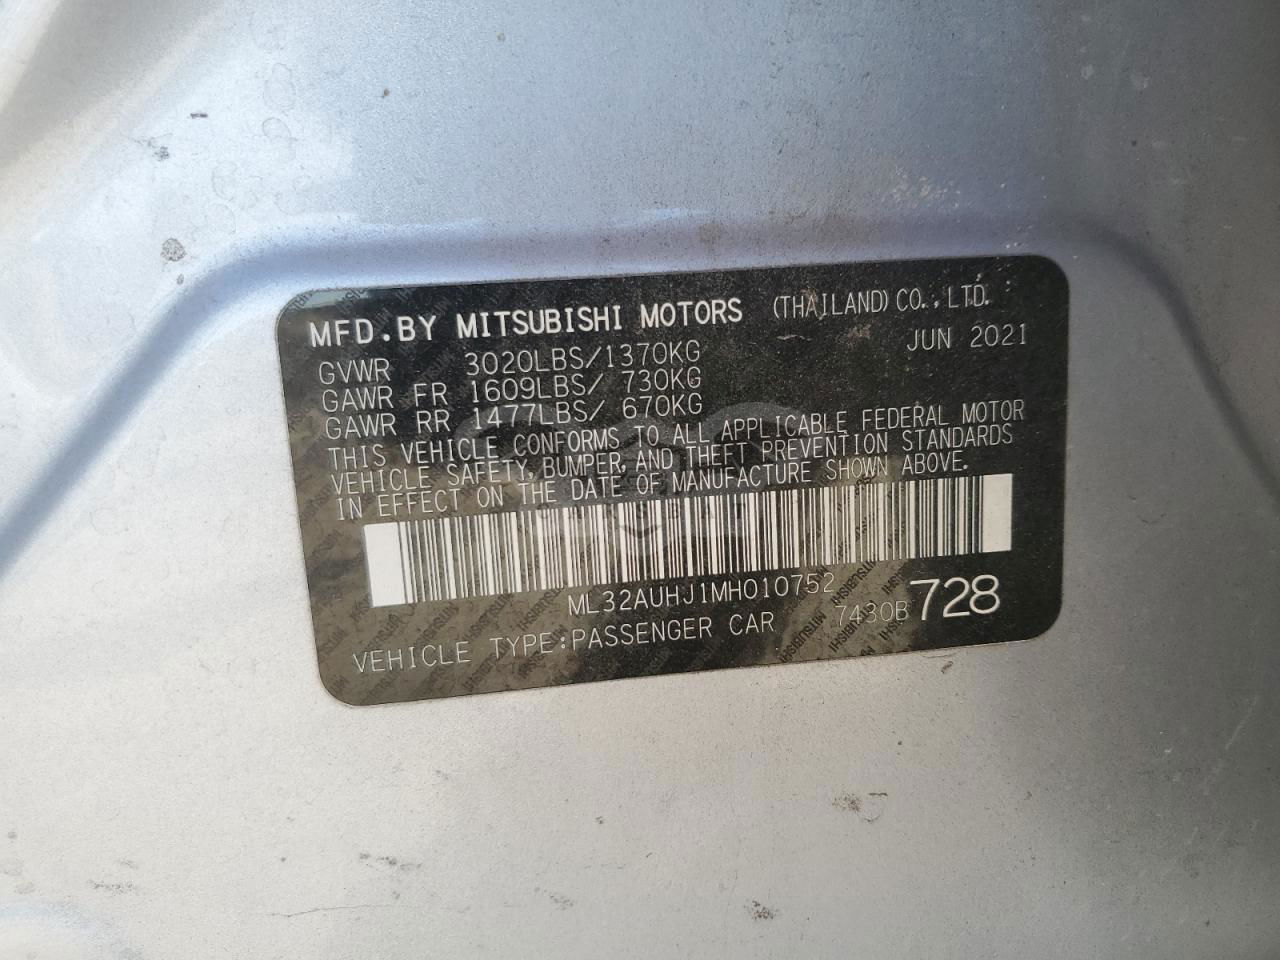 MFD.BY MITSUBISHI MOTORS (THAILAND)CO.,LTD.
GVWR 3020LBS/1370KG JUN 2021
GAWR FR 1609LBS/ 730KG
GAWR RR 1477LBS/ 670KG
THIS VEHICLE CONFORMS TO ALL APPLICABLE FEDERAL MOTOR
VEHICLE SAFETY, BUMPER, AND THEFT PREVENTION STANDARDS
IN EFFECT ON THE DATE OF MANUFACTURE SHOWN ABOVE.
ML32AUHJ1MH010752
VEHICLE TYPE:PASSENGER CAR 7430B 728